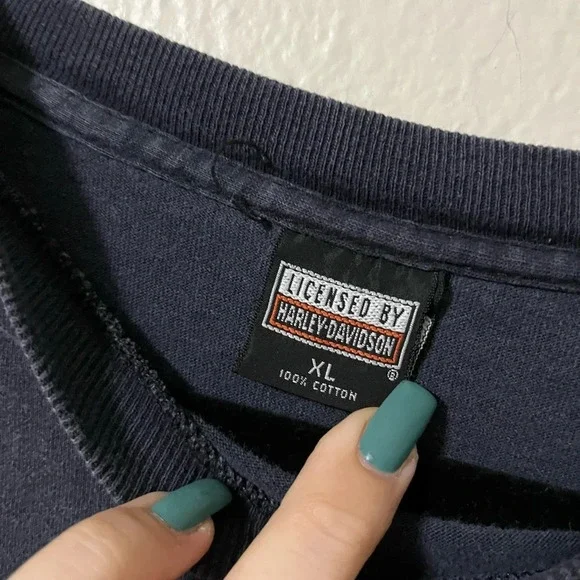 LICENSED BY
HARLEY-DAVIDSON
®
XL
100% COTTON